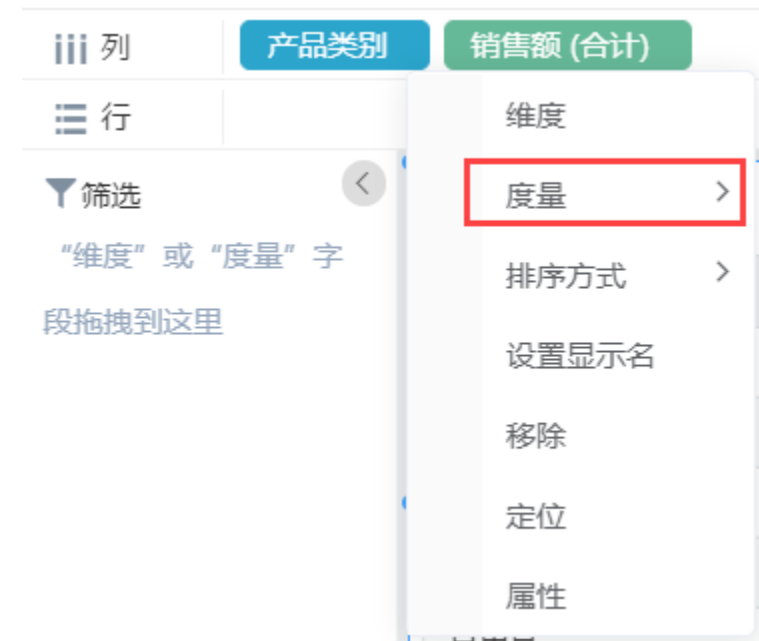 列 产品类别 销售额 (合计)
行
筛选
“维度”或“度量”字
段拖拽到这里
维度
度量
排序方式
设置显示名
移除
定位
属性